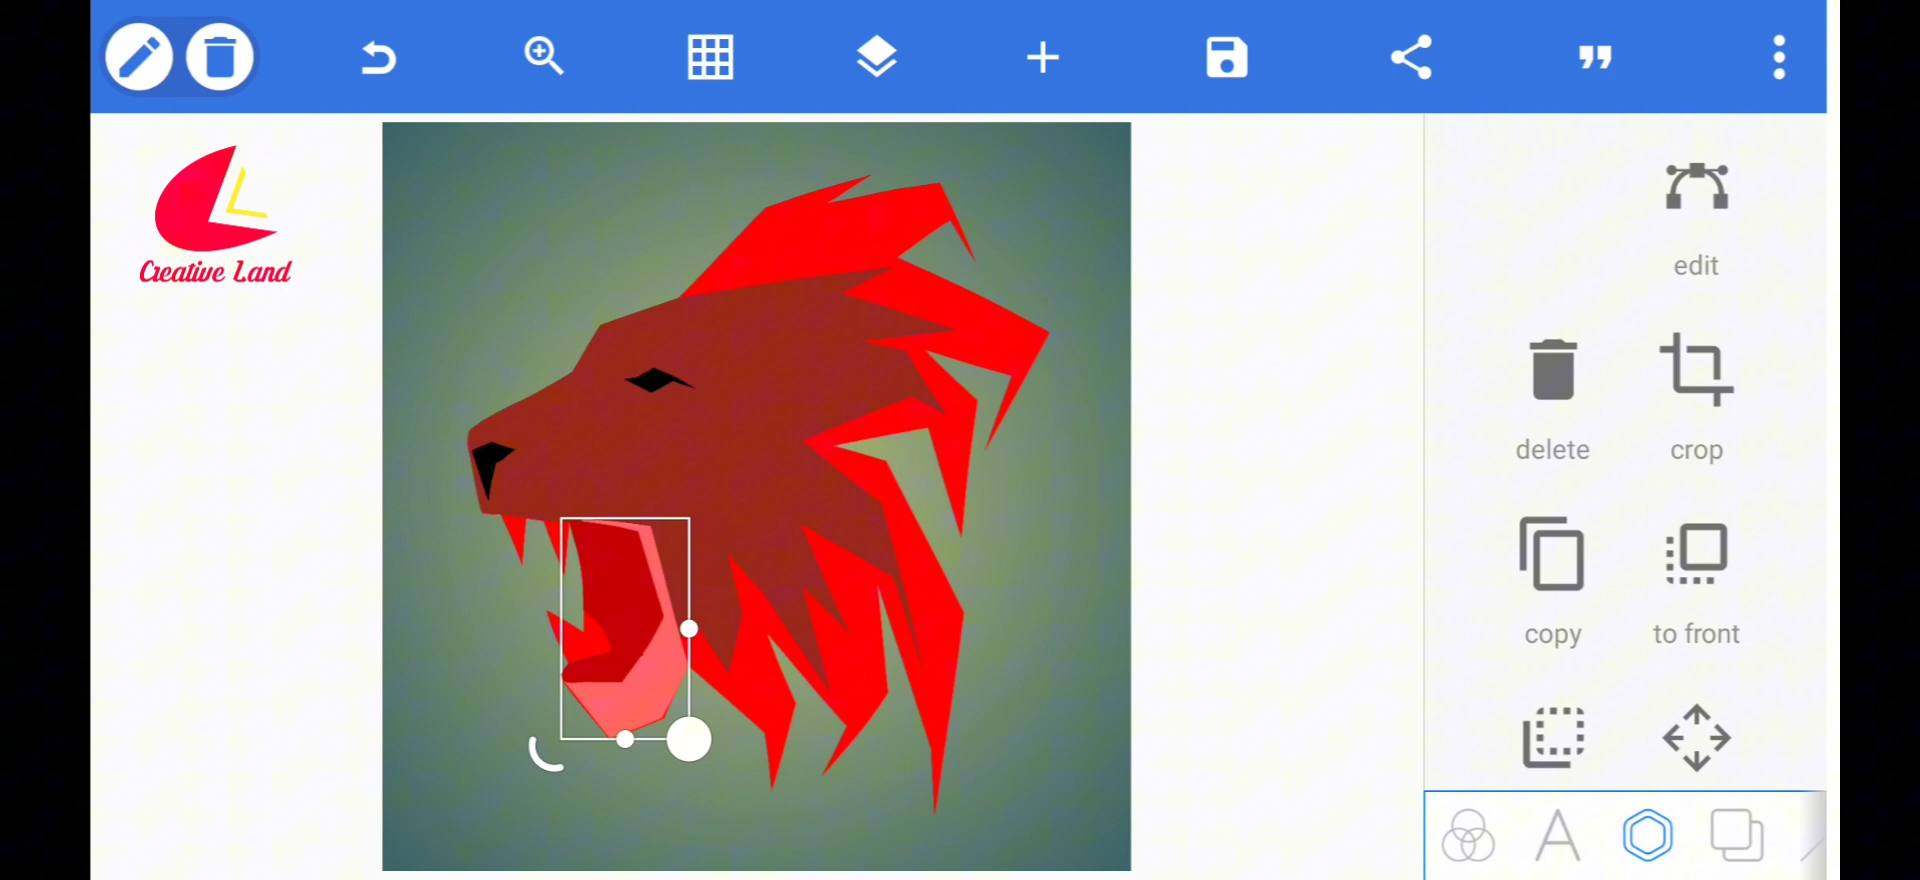 Creative Land
edit
delete
crop
copy
to front